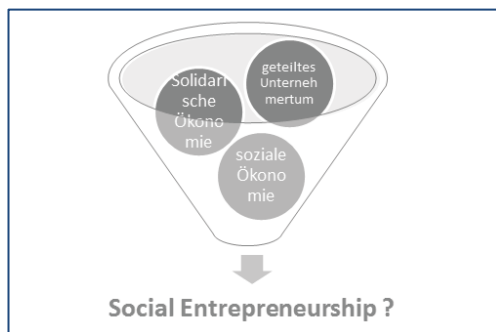 Solidari
sche
Ökono
mie
geteiltes
Unterneh
mertum
soziale
Ökono
mie
Social Entrepreneurship ?